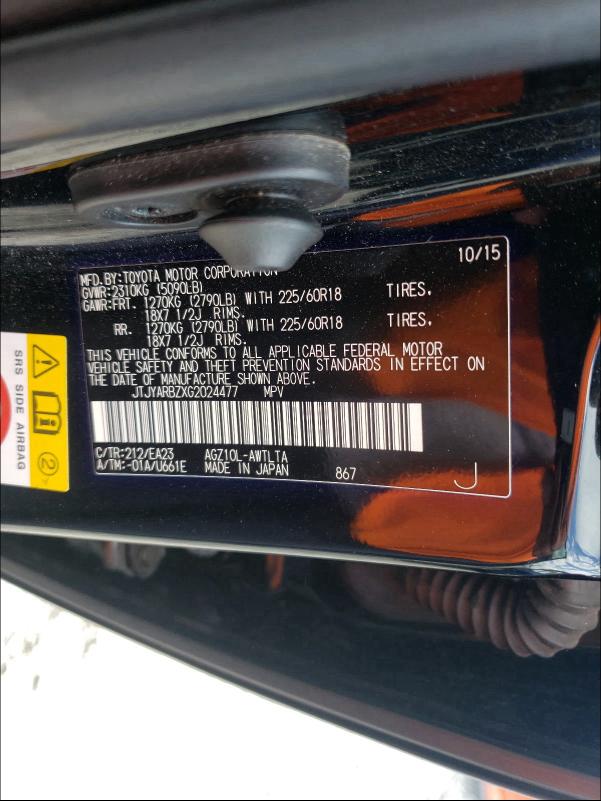 10/15
MFD.BY:TOYOTA MOTOR CORPORATION
GVWR:2310KG (5090LB)
GAWR:FRT. 1270KG (2790LB) WITH 225/60R18 TIRES,
18X7 1/2J RIMS.
RR. 1270KG (2790LB) WITH 225/60R18 TIRES,
18X7 1/2J RIMS.
THIS VEHICLE CONFORMS TO ALL APPLICABLE FEDERAL MOTOR
VEHICLE SAFETY AND THEFT PREVENTION STANDARDS IN EFFECT ON
THE DATE OF MANUFACTURE SHOWN ABOVE.
JTJYARBZXG2024477 MPV
C/TR:212/EA23 AGZ10L-AWTLTA
A/TM:-01A/U661E MADE IN JAPAN 867
J
SRS SIDE AIRBAG
2